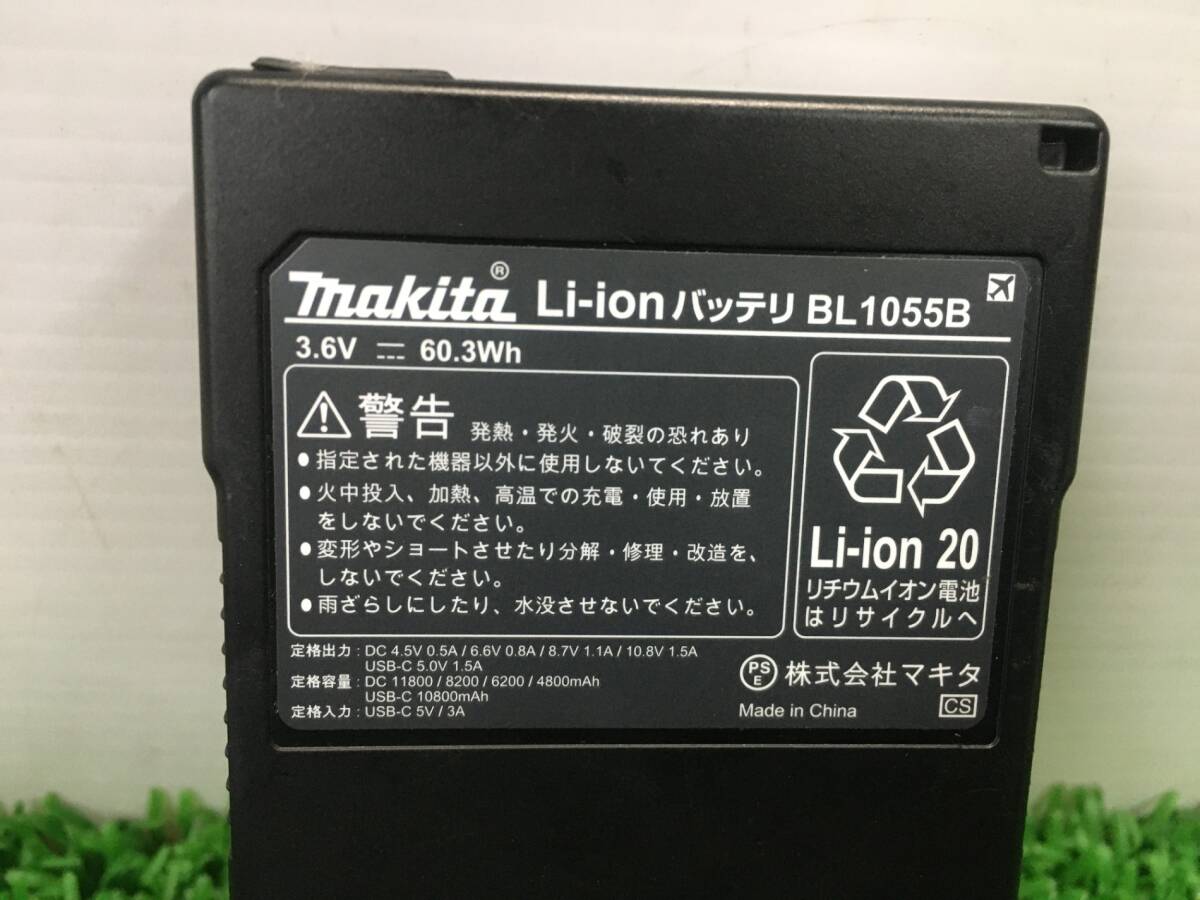 makita® Li-ion バッテリ BL1055B
3.6V ⎓ 60.3Wh
警告 発熱・発火・破裂の恐れあり
●指定された機器以外に使用しないてください。
●火中投入、加熱、高温での充電・使用・放置
をしないでください。
●変形やショートさせたり分解・修理・改造を、
しないでください。
●雨ざらしにしたり、水没させないでください。
Li-ion 20
リチウムイオン電池
はリサイクルへ
定格出力 : DC 4.5V 0.5A / 6.6V 0.8A / 8.7V 1.1A / 10.8V 1.5A
USB-C 5.0V 1.5A
定格容量 : DC 11800 / 8200 / 6200 / 4800mAh
USB-C 10800mAh
定格入力 : USB-C 5V / 3A
PS
E
株式会社マキタ
Made in China
CS